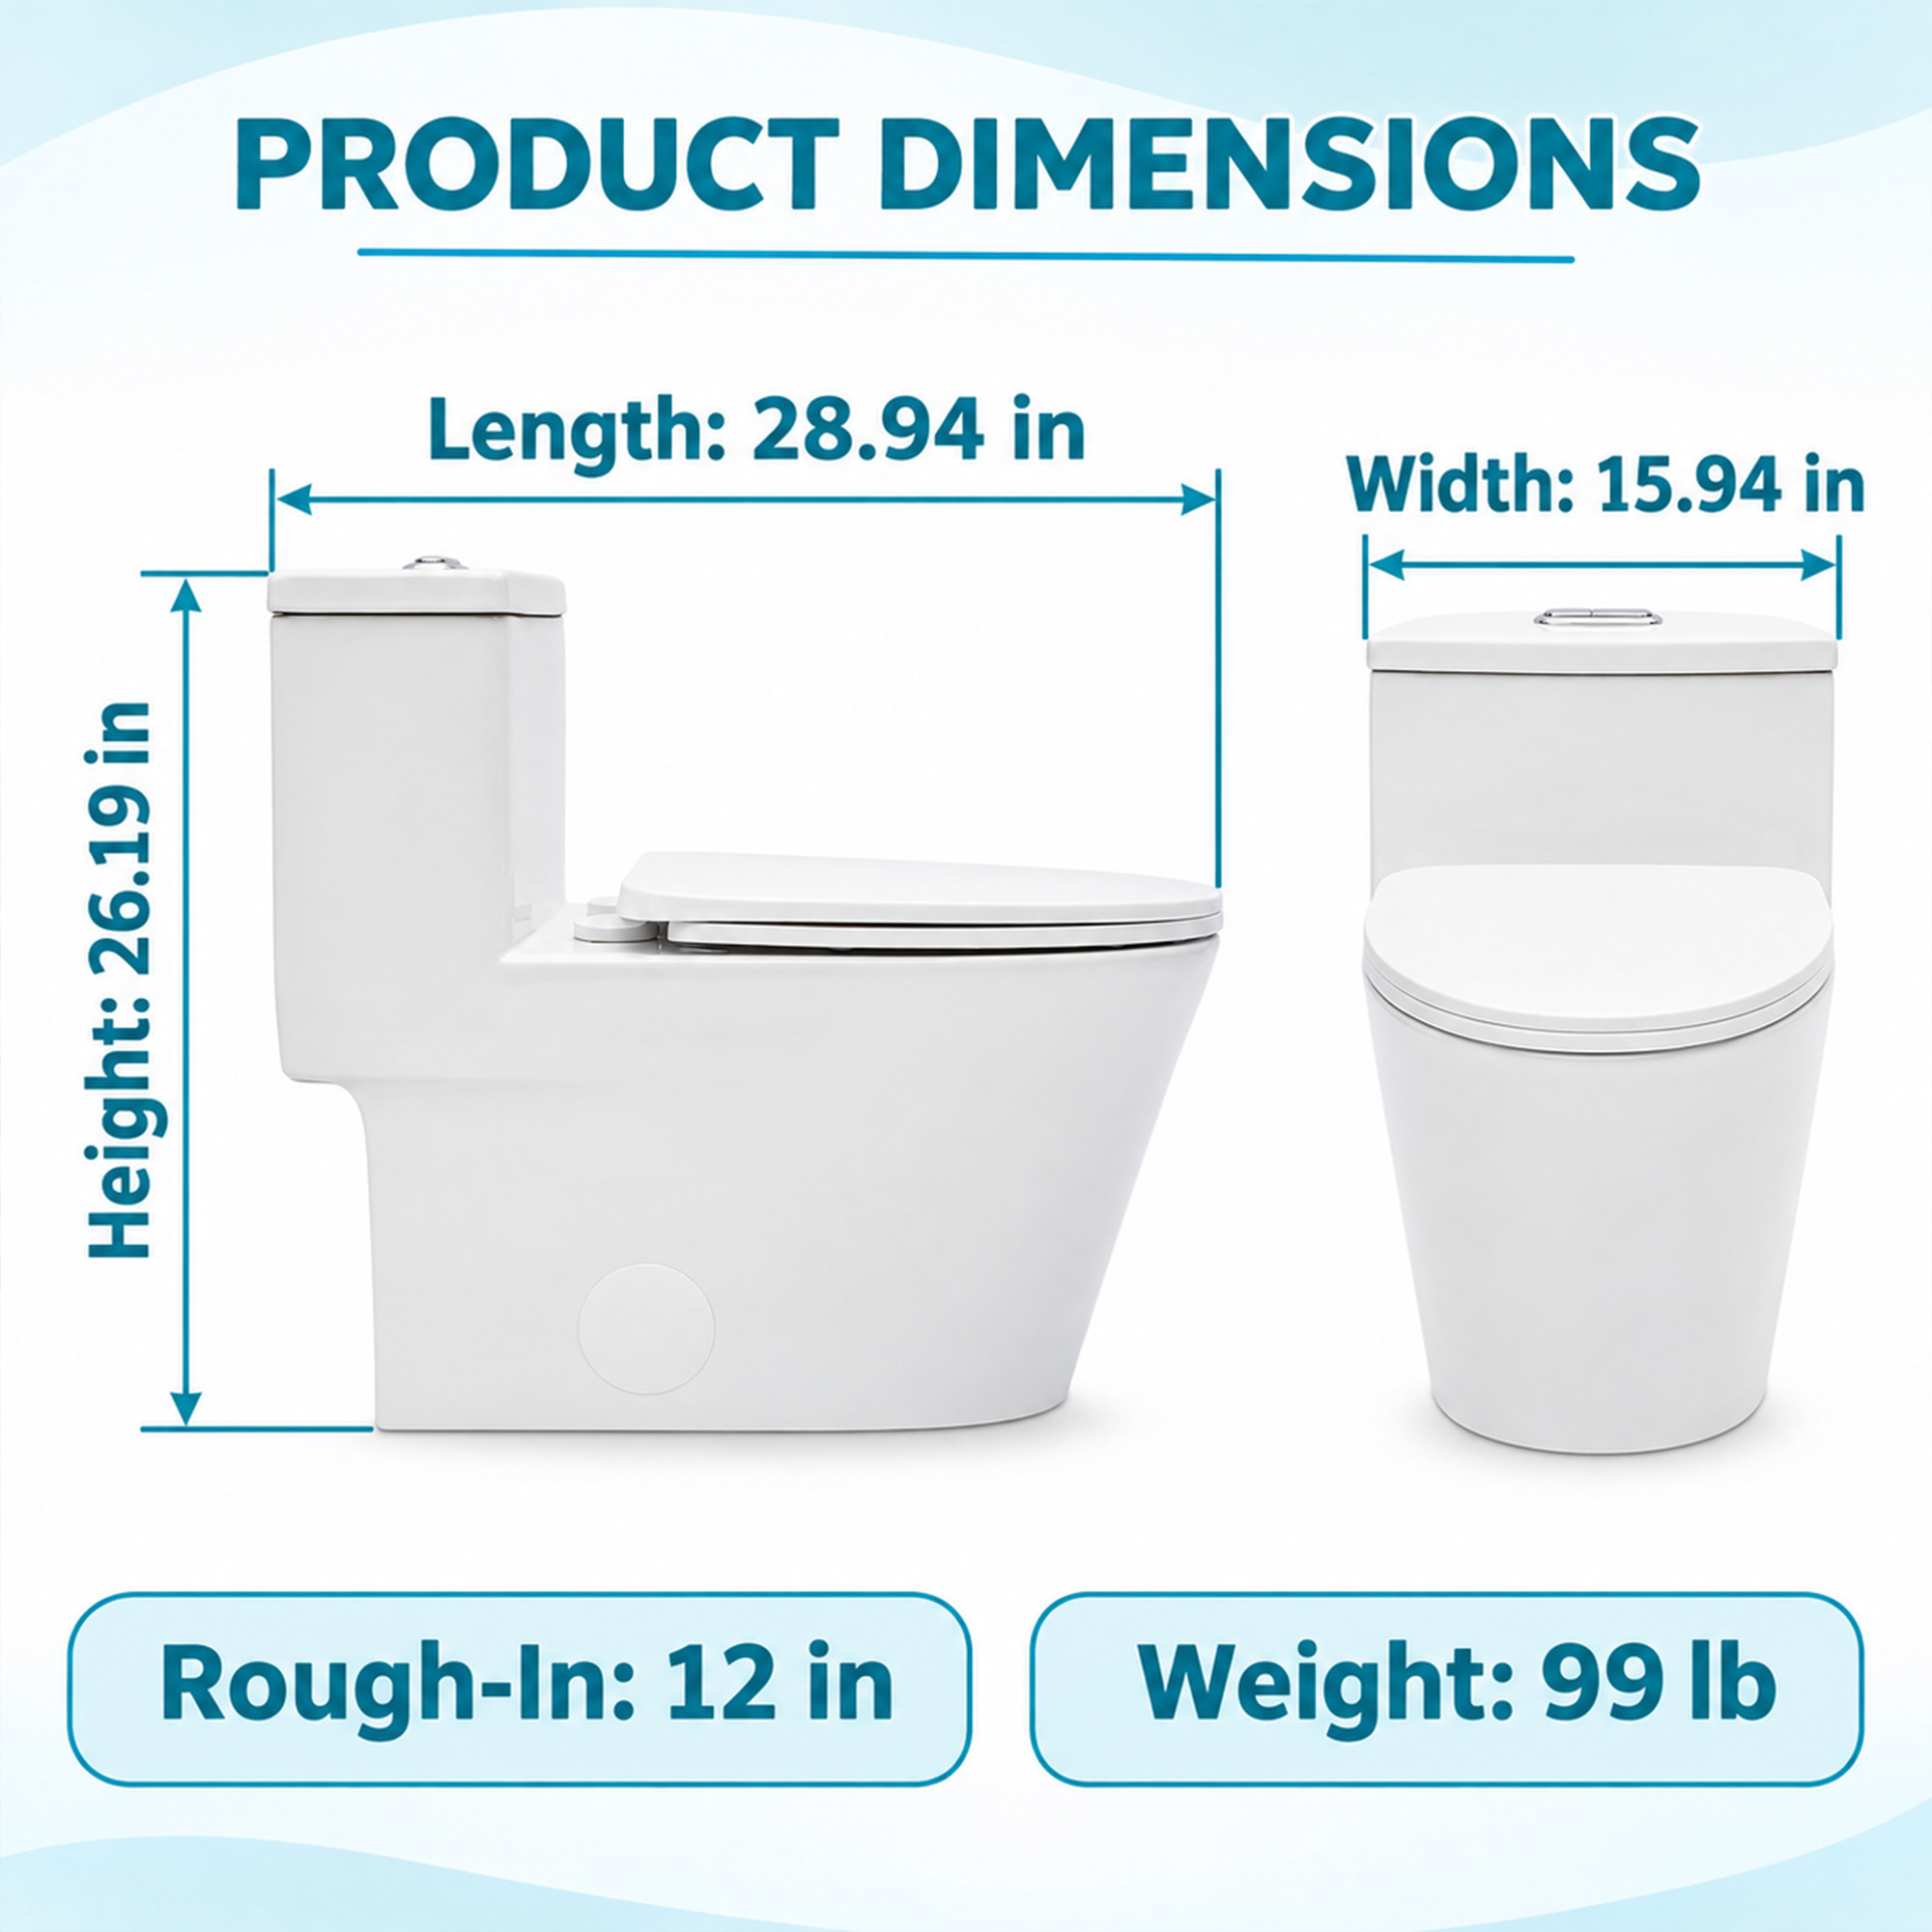 PRODUCT DIMENSIONS
Length: 28.94 in
Width: 15.94 in
Height: 26.19 in
Rough-In: 12 in
Weight: 99 lb